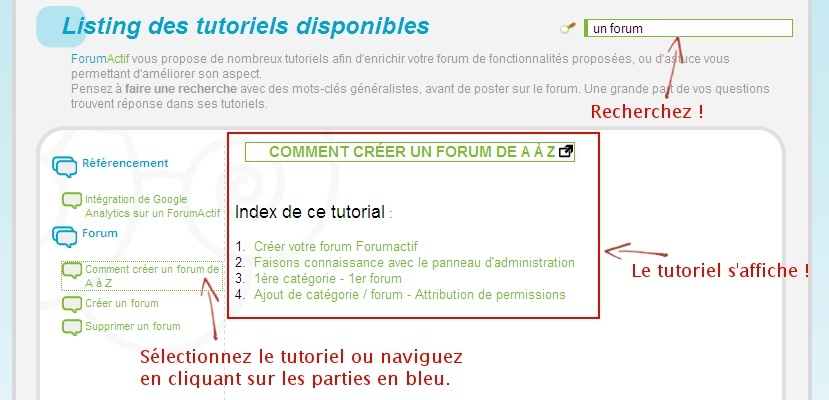 Listing des tutoriels disponibles
un forum
ForumActif vous propose de nombreux tutoriels afin d'enrichir votre forum de fonctionnalités proposées, ou d'astuce vous
permettant d'améliorer son aspect.
Pensez à faire une recherche avec des mots-clés généralistes, avant de poster sur le forum. Une grande part de vos questions
trouvent réponse dans ses tutoriels.
Recherchez !
Référencement
Intégration de Google
Analytics sur un ForumActif
Forum
Comment créer un forum de
A à Z
Créer un forum
Supprimer un forum
COMMENT CRÉER UN FORUM DE A À Z
Index de ce tutorial :
1. Créer votre forum Forumactif
2. Faisons connaissance avec le panneau d'administration
3. 1ère catégorie - 1er forum
4. Ajout de catégorie / forum - Attribution de permissions
Le tutoriel s'affiche !
Sélectionnez le tutoriel ou naviguez
en cliquant sur les parties en bleu.